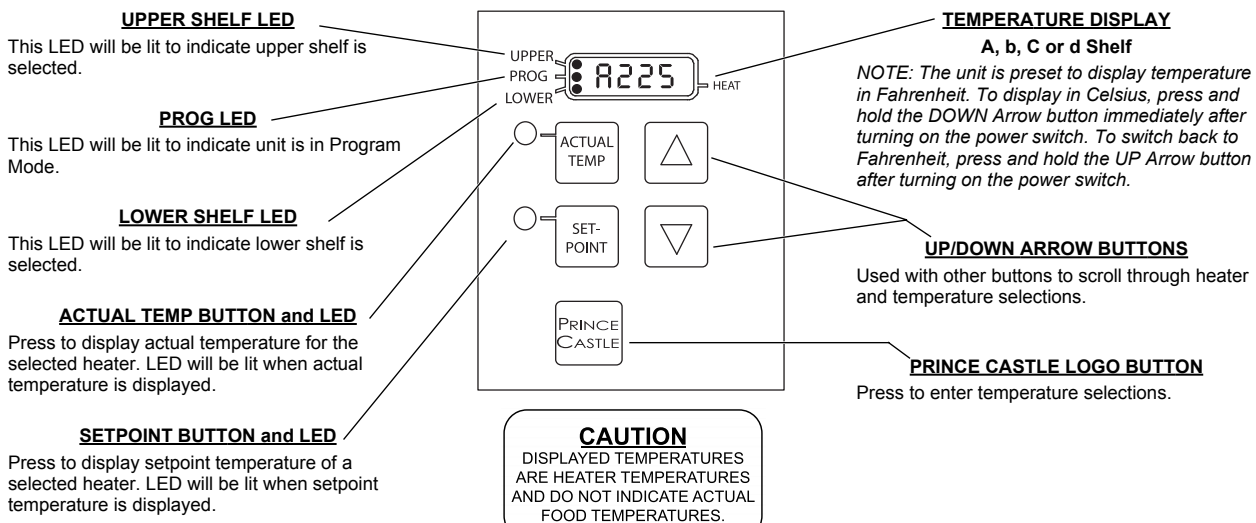 UPPER SHELF LED
This LED will be lit to indicate upper shelf is
selected.
PROG LED
This LED will be lit to indicate unit is in Program
Mode.
LOWER SHELF LED
This LED will be lit to indicate lower shelf is
selected.
ACTUAL TEMP BUTTON and LED
Press to display actual temperature for the
selected heater. LED will be lit when actual
temperature is displayed.
SETPOINT BUTTON and LED
Press to display setpoint temperature of a
selected heater. LED will be lit when setpoint
temperature is displayed.
UPPER
PROG
LOWER
A225
HEAT
ACTUAL
TEMP
SET-
POINT
PRINCE
CASTLE
CAUTION
DISPLAYED TEMPERATURES
ARE HEATER TEMPERATURES
AND DO NOT INDICATE ACTUAL
FOOD TEMPERATURES.
TEMPERATURE DISPLAY
A, b, C or d Shelf
NOTE: The unit is preset to display temperature
in Fahrenheit. To display in Celsius, press and
hold the DOWN Arrow button immediately after
turning on the power switch. To switch back to
Fahrenheit, press and hold the UP Arrow button
after turning on the power switch.
UP/DOWN ARROW BUTTONS
Used with other buttons to scroll through heater
and temperature selections.
PRINCE CASTLE LOGO BUTTON
Press to enter temperature selections.